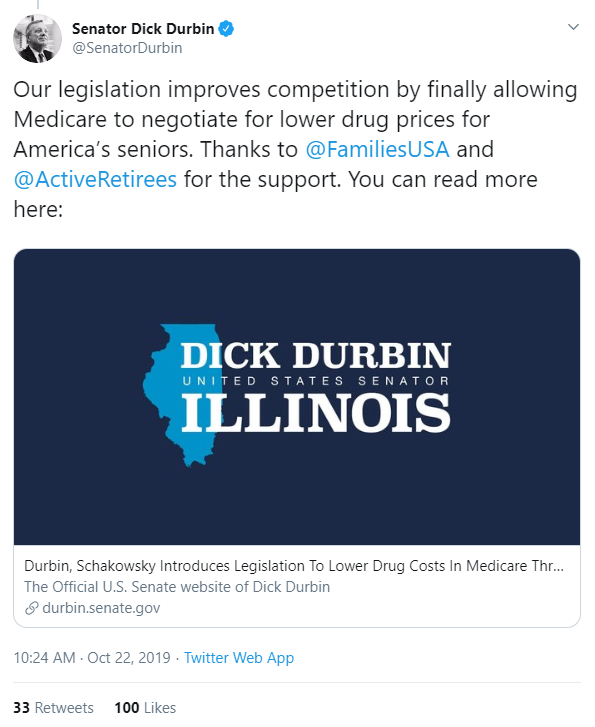 Senator Dick Durbin
@SenatorDurbin
Our legislation improves competition by finally allowing
Medicare to negotiate for lower drug prices for
America’s seniors. Thanks to @FamiliesUSA and
@ActiveRetirees for the support. You can read more
here:
DICK DURBIN
UNITED STATES SENATOR
ILLINOIS
Durbin, Schakowsky Introduces Legislation To Lower Drug Costs In Medicare Thr...
The Official U.S. Senate website of Dick Durbin
durbin.senate.gov
10:24 AM · Oct 22, 2019 · Twitter Web App
33 Retweets 100 Likes